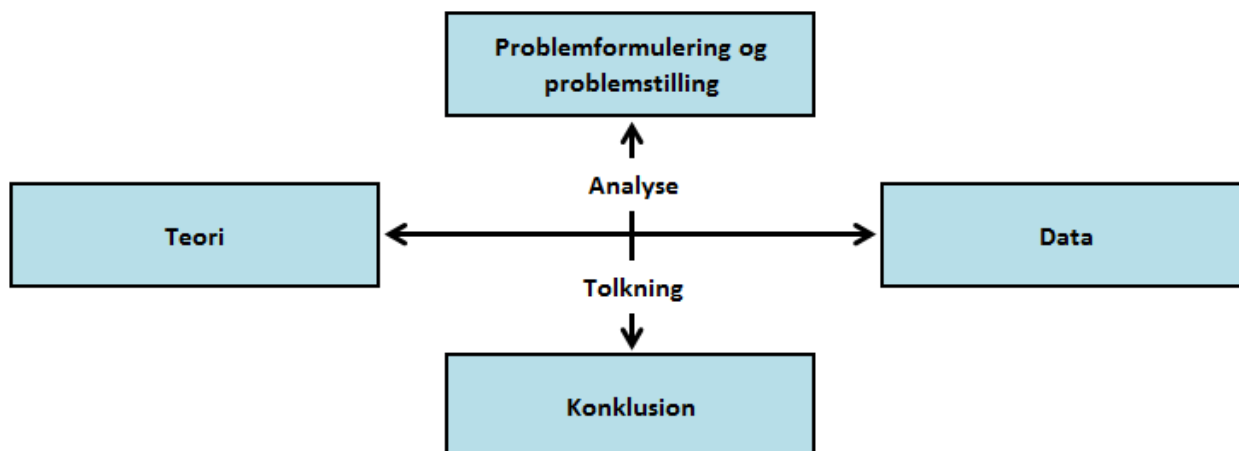 Problemformulering og
problemstilling
Analyse
Teori
Data
Tolkning
Konklusion